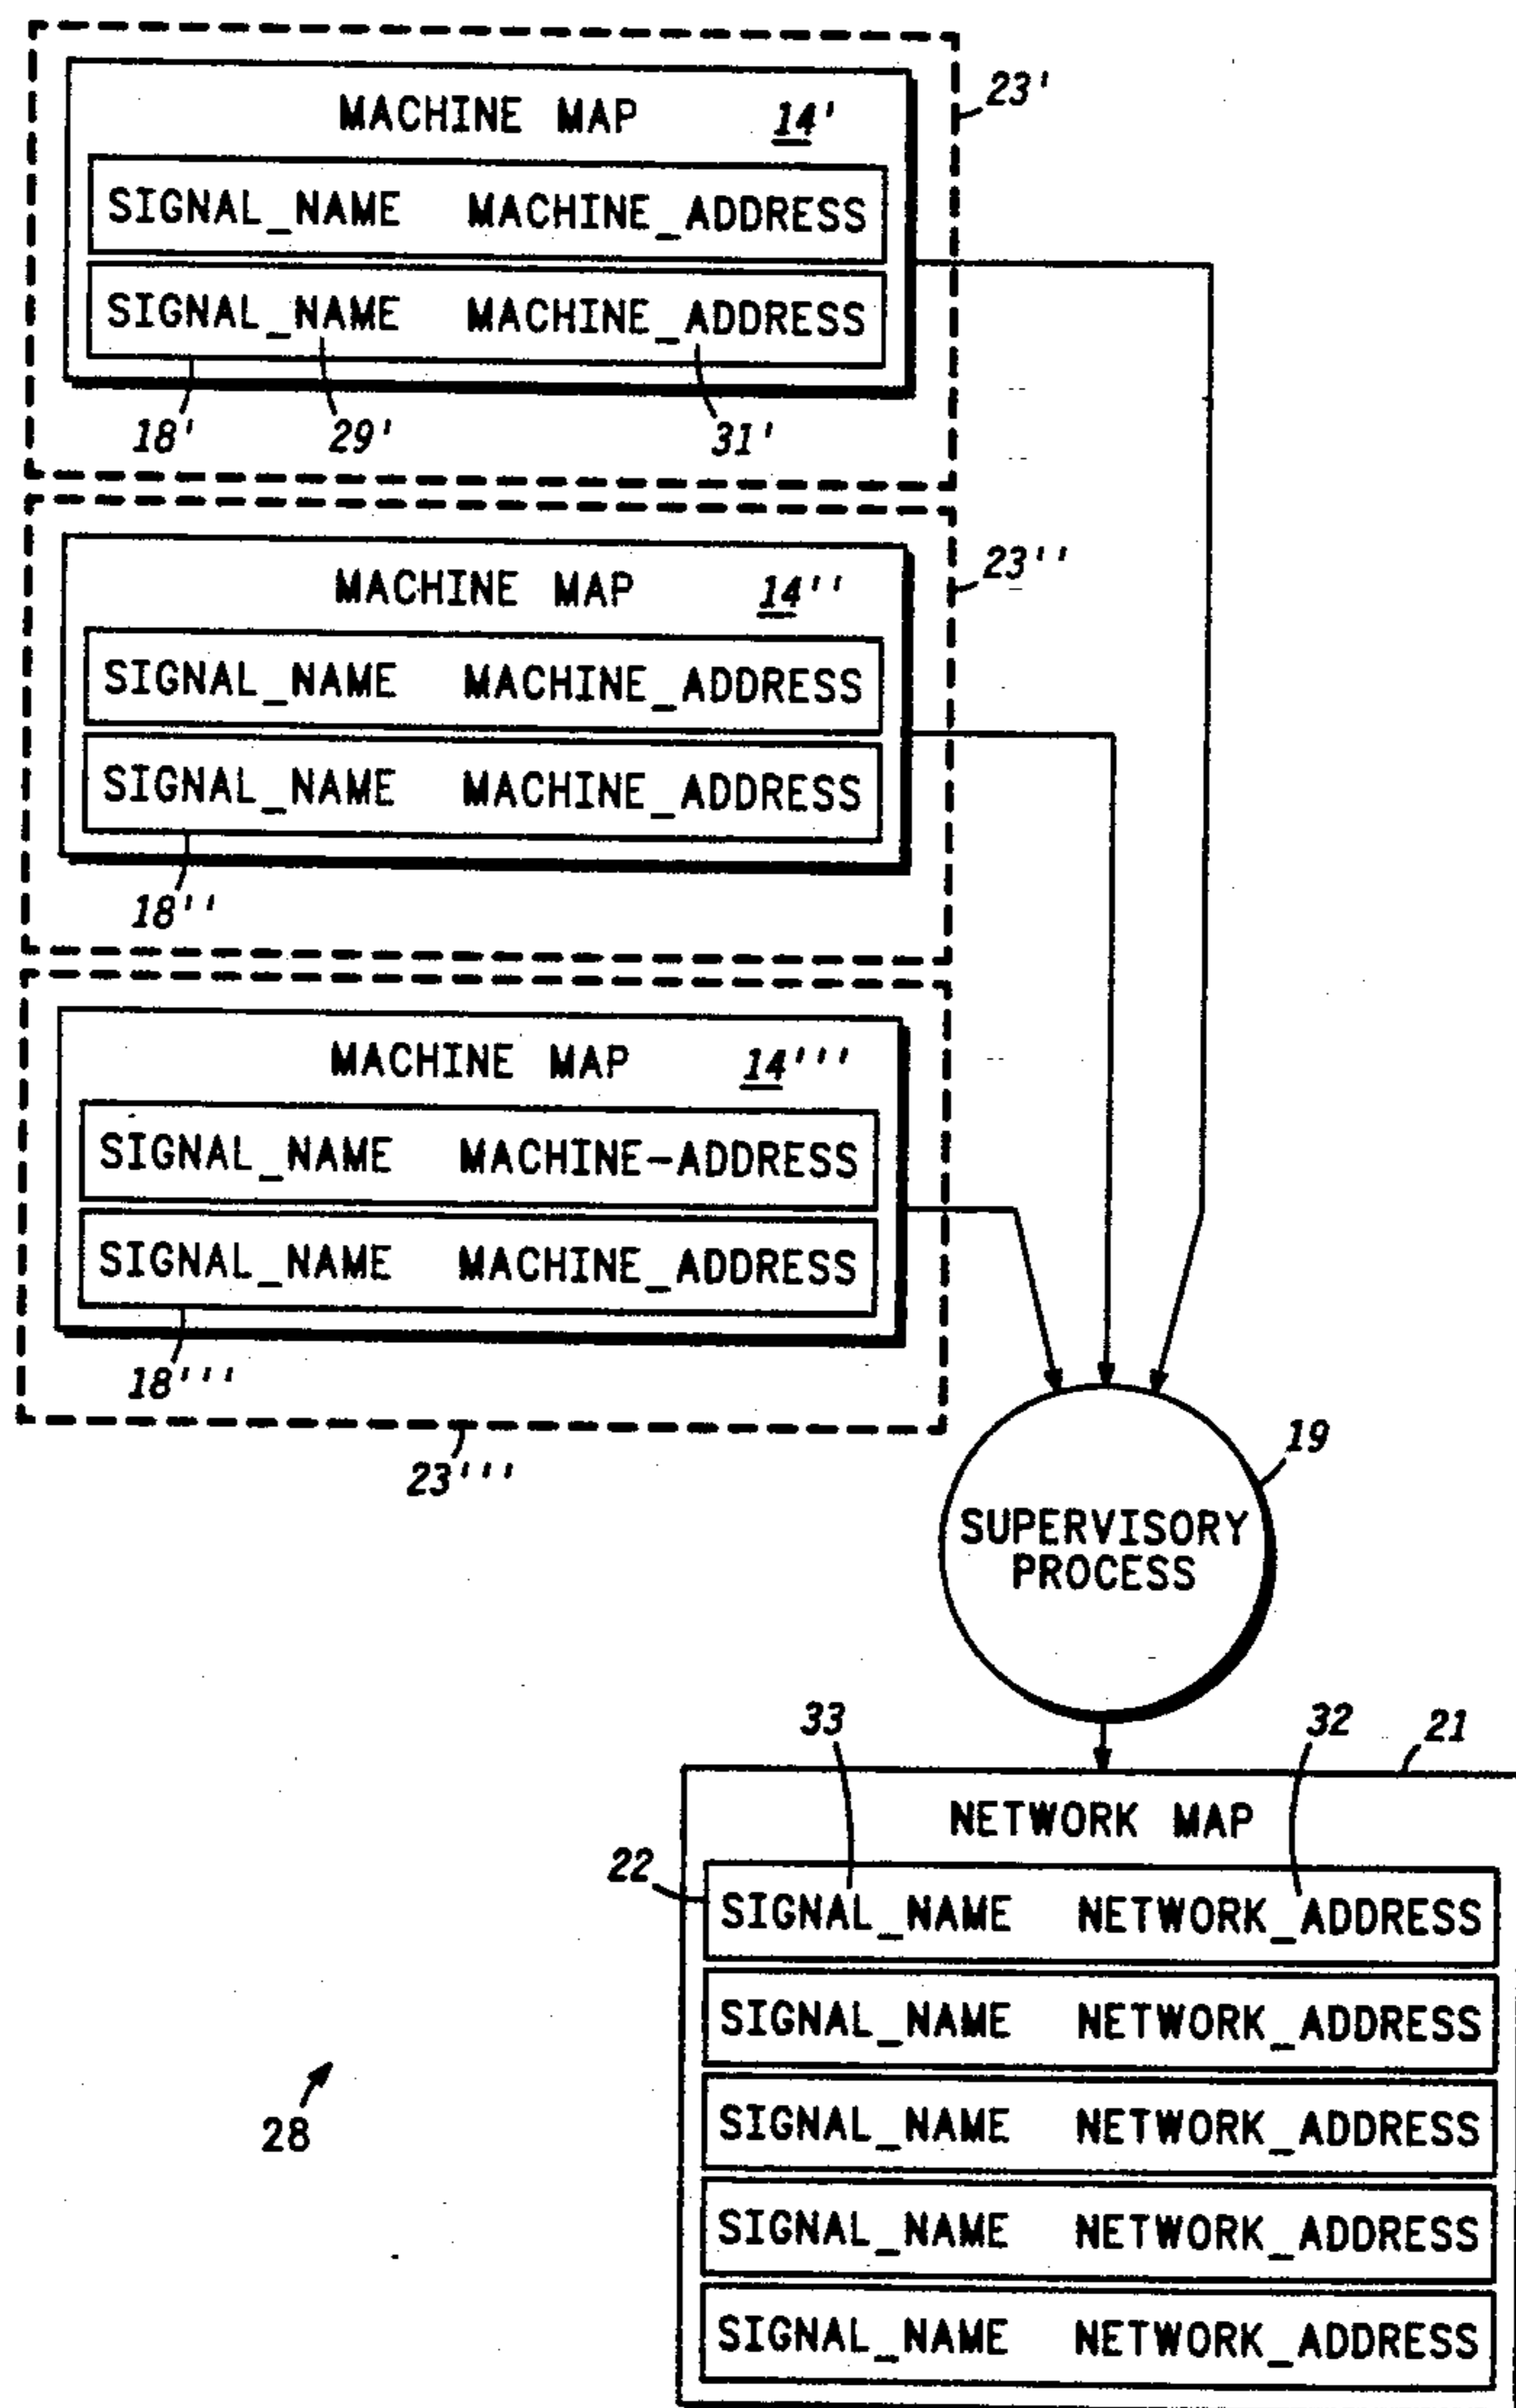 MACHINE MAP 14'
23'
SIGNAL_NAME MACHINE_ADDRESS
SIGNAL_NAME MACHINE_ADDRESS
18' 29' 31'
MACHINE MAP 14''
23''
SIGNAL_NAME MACHINE_ADDRESS
SIGNAL_NAME MACHINE_ADDRESS
18''
MACHINE MAP 14'''
SIGNAL_NAME MACHINE-ADDRESS
SIGNAL_NAME MACHINE_ADDRESS
18'''
23'''
19
SUPERVISORY
PROCESS
33 32 21
NETWORK MAP
22
SIGNAL_NAME NETWORK_ADDRESS
SIGNAL_NAME NETWORK_ADDRESS
SIGNAL_NAME NETWORK_ADDRESS
SIGNAL_NAME NETWORK_ADDRESS
SIGNAL_NAME NETWORK_ADDRESS
28